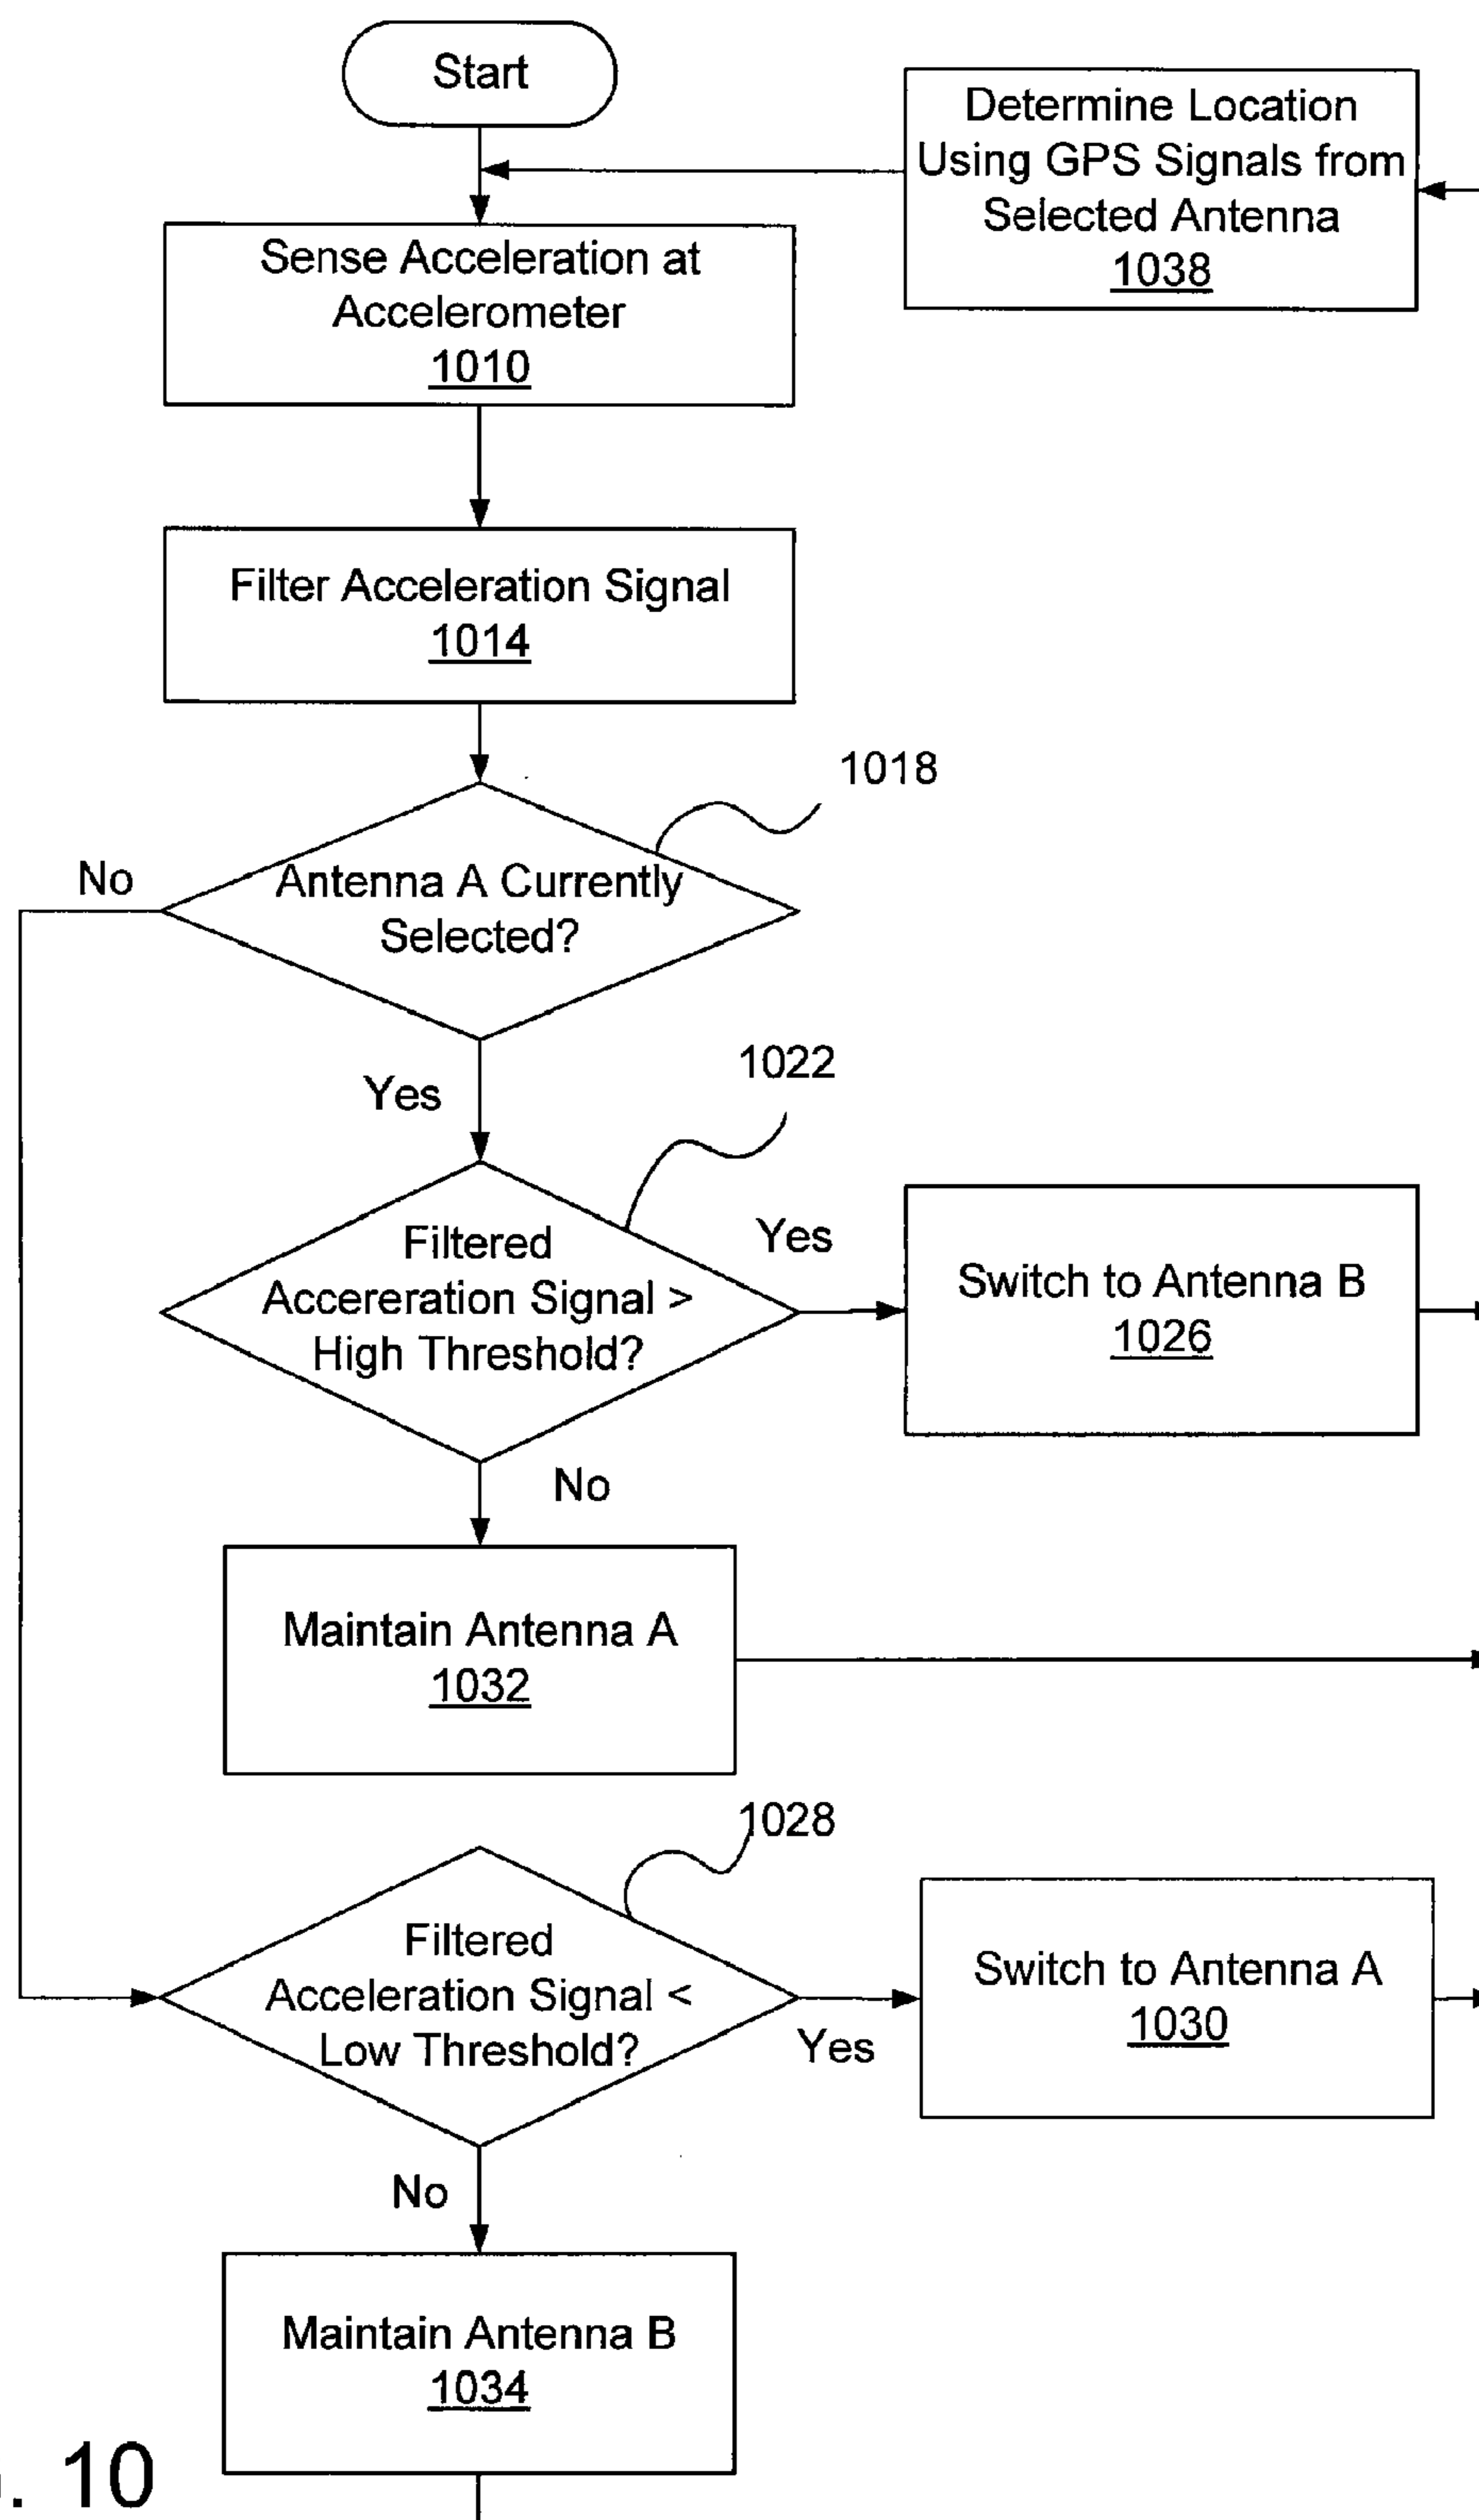 Start
Determine Location
Using GPS Signals from
Selected Antenna
1038
Sense Acceleration at
Accelerometer
1010
Filter Acceleration Signal
1014
1018
No
Antenna A Currently
Selected?
Yes
1022
Filtered
Accereration Signal >
High Threshold?
Yes
Switch to Antenna B
1026
No
Maintain Antenna A
1032
1028
Filtered
Acceleration Signal <
Low Threshold?
Yes
Switch to Antenna A
1030
No
Maintain Antenna B
1034
. 10